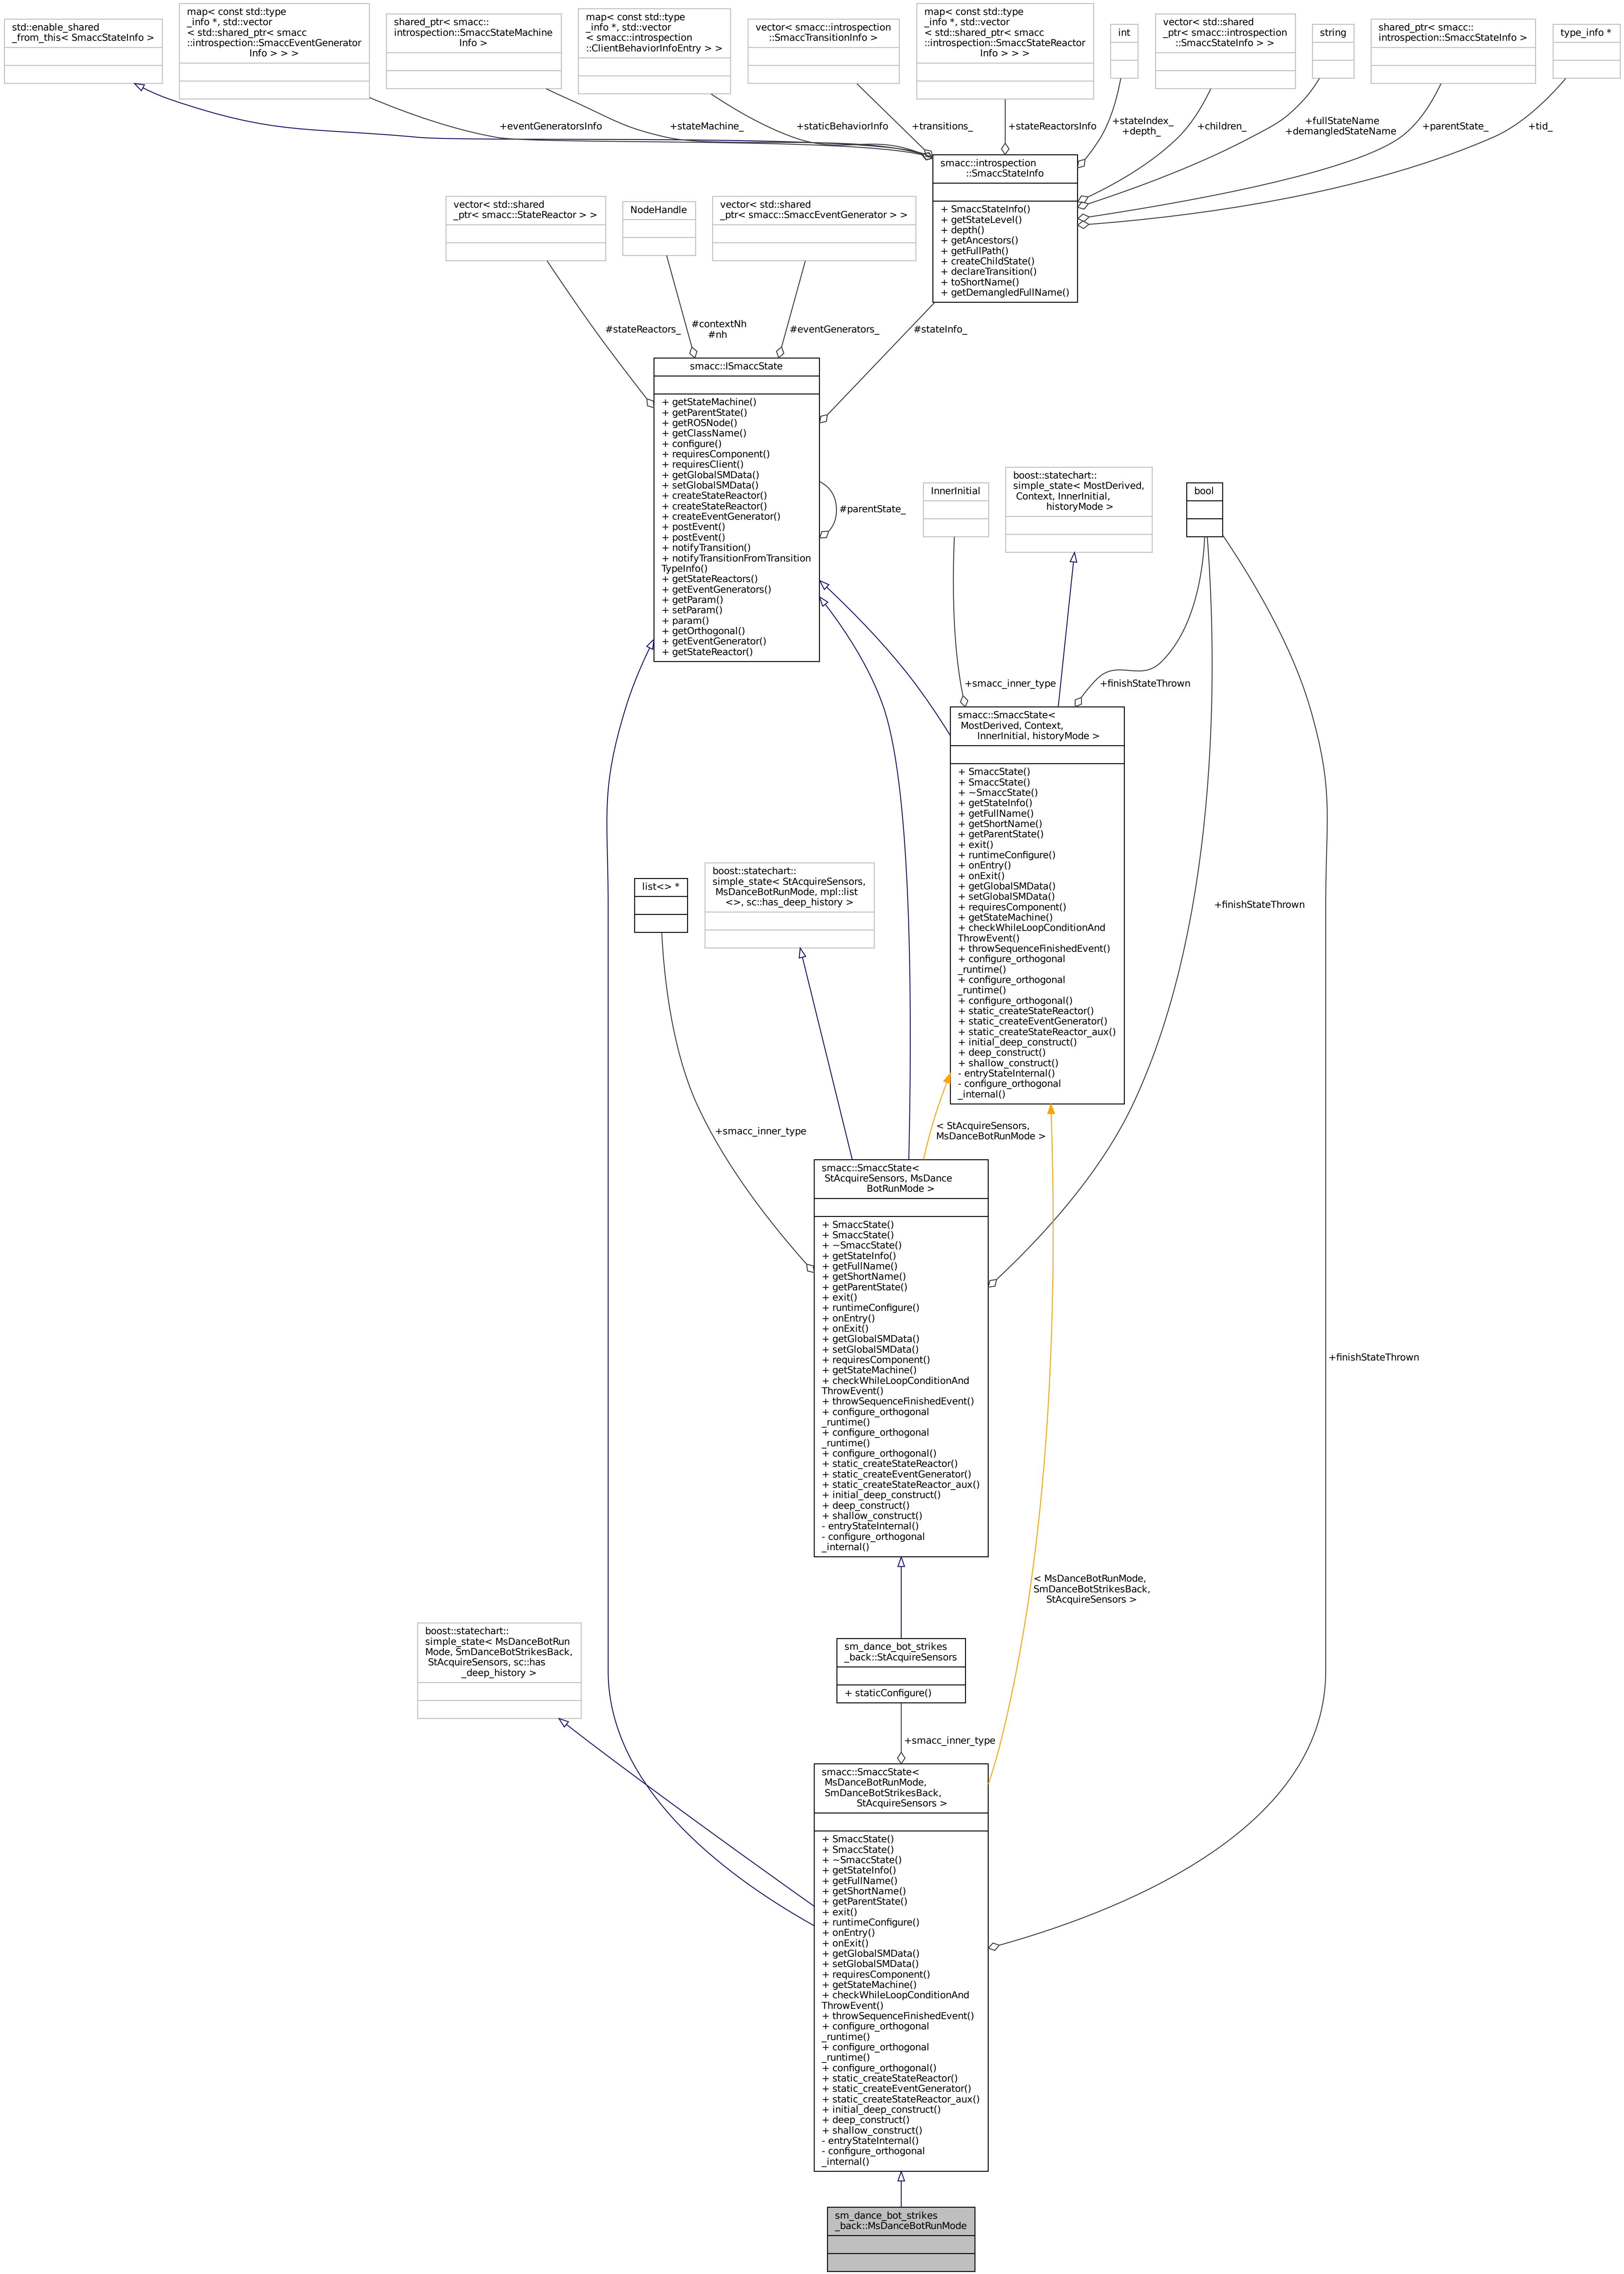 std::enable_shared
_from_this< SmaccStateInfo >
map< const std::type
_info *, std::vector
< std::shared_ptr< smacc
::introspection::SmaccEventGenerator
Info > > >
shared_ptr< smacc::
introspection::SmaccStateMachine
Info >
map< const std::type
_info *, std::vector
< smacc::introspection
::ClientBehaviorInfoEntry > >
vector< smacc::introspection
::SmaccTransitionInfo >
map< const std::type
_info *, std::vector
< std::shared_ptr< smacc
::introspection::SmaccStateReactor
Info > > >
int
vector< std::shared
_ptr< smacc::introspection
::SmaccStateInfo > >
string
shared_ptr< smacc::
introspection::SmaccStateInfo >
type_info *
+eventGeneratorsInfo
+stateMachine_
+staticBehaviorInfo
+transitions_
+stateReactorsInfo
+stateIndex_
+depth_
+children_
+fullStateName
+demangledStateName
+parentState_
+tid_
smacc::introspection
::SmaccStateInfo
+ SmaccStateInfo()
+ getStateLevel()
+ depth()
+ getAncestors()
+ getFullPath()
+ createChildState()
+ declareTransition()
+ toShortName()
+ getDemangledFullName()
vector< std::shared
_ptr< smacc::StateReactor > >
NodeHandle
vector< std::shared
_ptr< smacc::SmaccEventGenerator > >
#stateReactors_
#contextNh
#nh
#eventGenerators_
#stateInfo_
smacc::ISmaccState
+ getStateMachine()
+ getParentState()
+ getROSNode()
+ getClassName()
+ configure()
+ requiresComponent()
+ requiresClient()
+ getGlobalSMData()
+ setGlobalSMData()
+ createStateReactor()
+ createStateReactor()
+ createEventGenerator()
+ postEvent()
+ postEvent()
+ notifyTransition()
+ notifyTransitionFromTransition
TypeInfo()
+ getStateReactors()
+ getEventGenerators()
+ getParam()
+ setParam()
+ param()
+ getOrthogonal()
+ getEventGenerator()
+ getStateReactor()
#parentState_
InnerInitial
boost::statechart::
simple_state< MostDerived,
Context, InnerInitial,
historyMode >
bool
+smacc_inner_type
+finishStateThrown
smacc::SmaccState<
MostDerived, Context,
InnerInitial, historyMode >
+ SmaccState()
+ SmaccState()
+ ~SmaccState()
+ getStateInfo()
+ getFullName()
+ getShortName()
+ getParentState()
+ exit()
+ runtimeConfigure()
+ onEntry()
+ onExit()
+ getGlobalSMData()
+ setGlobalSMData()
+ requiresComponent()
+ getStateMachine()
+ checkWhileLoopConditionAnd
ThrowEvent()
+ throwSequenceFinishedEvent()
+ configure_orthogonal
_runtime()
+ configure_orthogonal
_runtime()
+ configure_orthogonal()
+ static_createStateReactor()
+ static_createEventGenerator()
+ static_createStateReactor_aux()
+ initial_deep_construct()
+ deep_construct()
+ shallow_construct()
- entryStateInternal()
- configure_orthogonal
_internal()
list<> *
boost::statechart::
simple_state< StAcquireSensors,
MsDanceBotRunMode, mpl::list
<>, sc::has_deep_history >
+finishStateThrown
+smacc_inner_type
< StAcquireSensors,
MsDanceBotRunMode >
smacc::SmaccState<
StAcquireSensors, MsDance
BotRunMode >
+ SmaccState()
+ SmaccState()
+ ~SmaccState()
+ getStateInfo()
+ getFullName()
+ getShortName()
+ getParentState()
+ exit()
+ runtimeConfigure()
+ onEntry()
+ onExit()
+ getGlobalSMData()
+ setGlobalSMData()
+ requiresComponent()
+ getStateMachine()
+ checkWhileLoopConditionAnd
ThrowEvent()
+ throwSequenceFinishedEvent()
+ configure_orthogonal
_runtime()
+ configure_orthogonal
_runtime()
+ configure_orthogonal()
+ static_createStateReactor()
+ static_createEventGenerator()
+ static_createStateReactor_aux()
+ initial_deep_construct()
+ deep_construct()
+ shallow_construct()
- entryStateInternal()
- configure_orthogonal
_internal()
+finishStateThrown
< MsDanceBotRunMode,
SmDanceBotStrikesBack,
StAcquireSensors >
boost::statechart::
simple_state< MsDanceBotRun
Mode, SmDanceBotStrikesBack,
StAcquireSensors, sc::has
_deep_history >
sm_dance_bot_strikes
_back::StAcquireSensors
+ staticConfigure()
+smacc_inner_type
smacc::SmaccState<
MsDanceBotRunMode,
SmDanceBotStrikesBack,
StAcquireSensors >
+ SmaccState()
+ SmaccState()
+ ~SmaccState()
+ getStateInfo()
+ getFullName()
+ getShortName()
+ getParentState()
+ exit()
+ runtimeConfigure()
+ onEntry()
+ onExit()
+ getGlobalSMData()
+ setGlobalSMData()
+ requiresComponent()
+ getStateMachine()
+ checkWhileLoopConditionAnd
ThrowEvent()
+ throwSequenceFinishedEvent()
+ configure_orthogonal
_runtime()
+ configure_orthogonal
_runtime()
+ configure_orthogonal()
+ static_createStateReactor()
+ static_createEventGenerator()
+ static_createStateReactor_aux()
+ initial_deep_construct()
+ deep_construct()
+ shallow_construct()
- entryStateInternal()
- configure_orthogonal
_internal()
sm_dance_bot_strikes
_back::MsDanceBotRunMode